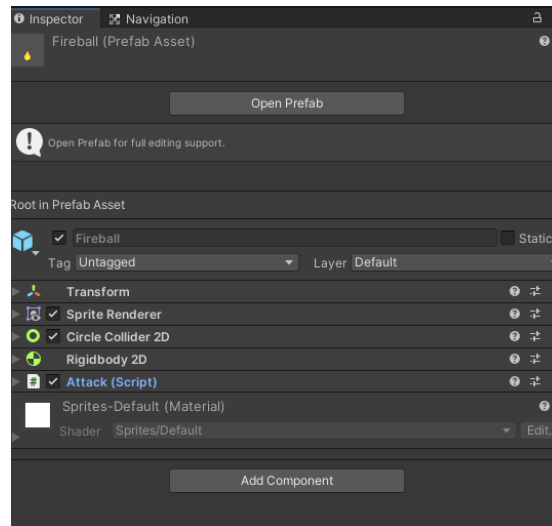 Inspector Navigation
Fireball (Prefab Asset)
Open Prefab
Open Prefab for full editing support.
Root in Prefab Asset
Fireball Static
Tag Untagged Layer Default
Transform
Sprite Renderer
Circle Collider 2D
Rigidbody 2D
# Attack (Script)
Sprites-Default (Material)
Shader Sprites/Default Edit.
Add Component